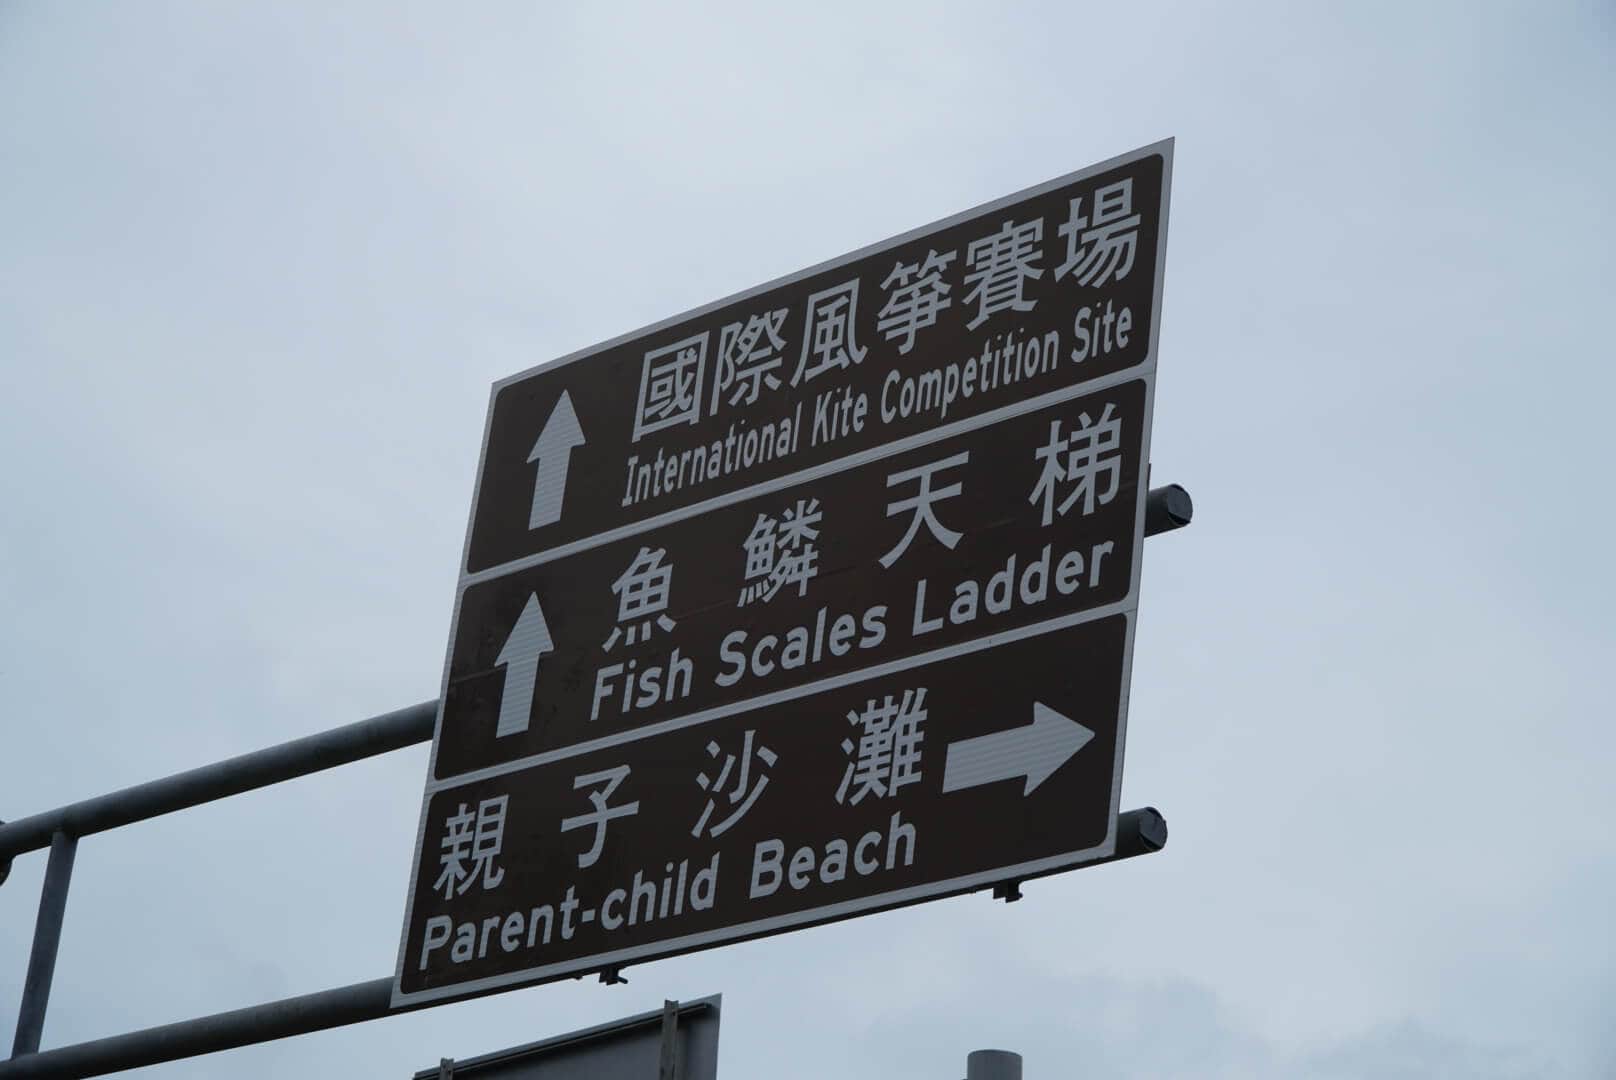 國際風箏賽場
International Kite Competition Site
魚鱗天梯
Fish Scales Ladder
親子沙灘
Parent-child Beach